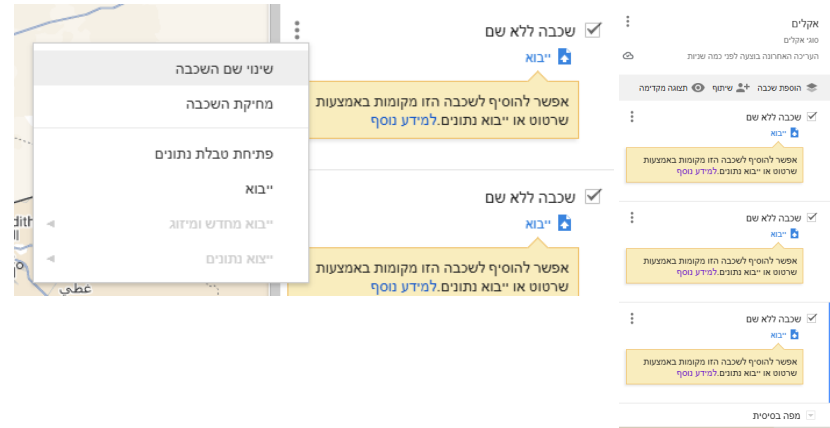 אקלים
סוגי אקלים
העריכה האחרונה בוצעה לפני כמה שניות
הוספת שכבה
שיתוף
תצוגה מקדימה
שכבה ללא שם
ייבוא
אפשר להוסיף לשכבה הזו מקומות באמצעות
שרטוט או ייבוא נתונים.למידע נוסף
שכבה ללא שם
ייבוא
אפשר להוסיף לשכבה הזו מקומות באמצעות
שרטוט או ייבוא נתונים.למידע נוסף
שכבה ללא שם
ייבוא
אפשר להוסיף לשכבה הזו מקומות באמצעות
שרטוט או ייבוא נתונים.למידע נוסף
מפה בסיסית
שכבה ללא שם
ייבוא
אפשר להוסיף לשכבה הזו מקומות באמצעות
שרטוט או ייבוא נתונים.למידע נוסף
שכבה ללא שם
ייבוא
אפשר להוסיף לשכבה הזו מקומות באמצעות
שרטוט או ייבוא נתונים.למידע נוסף
שינוי שם השכבה
מחיקת השכבה
פתיחת טבלת נתונים
ייבוא
ייבוא מחדש ומיזוג
ייצוא נתונים
dith